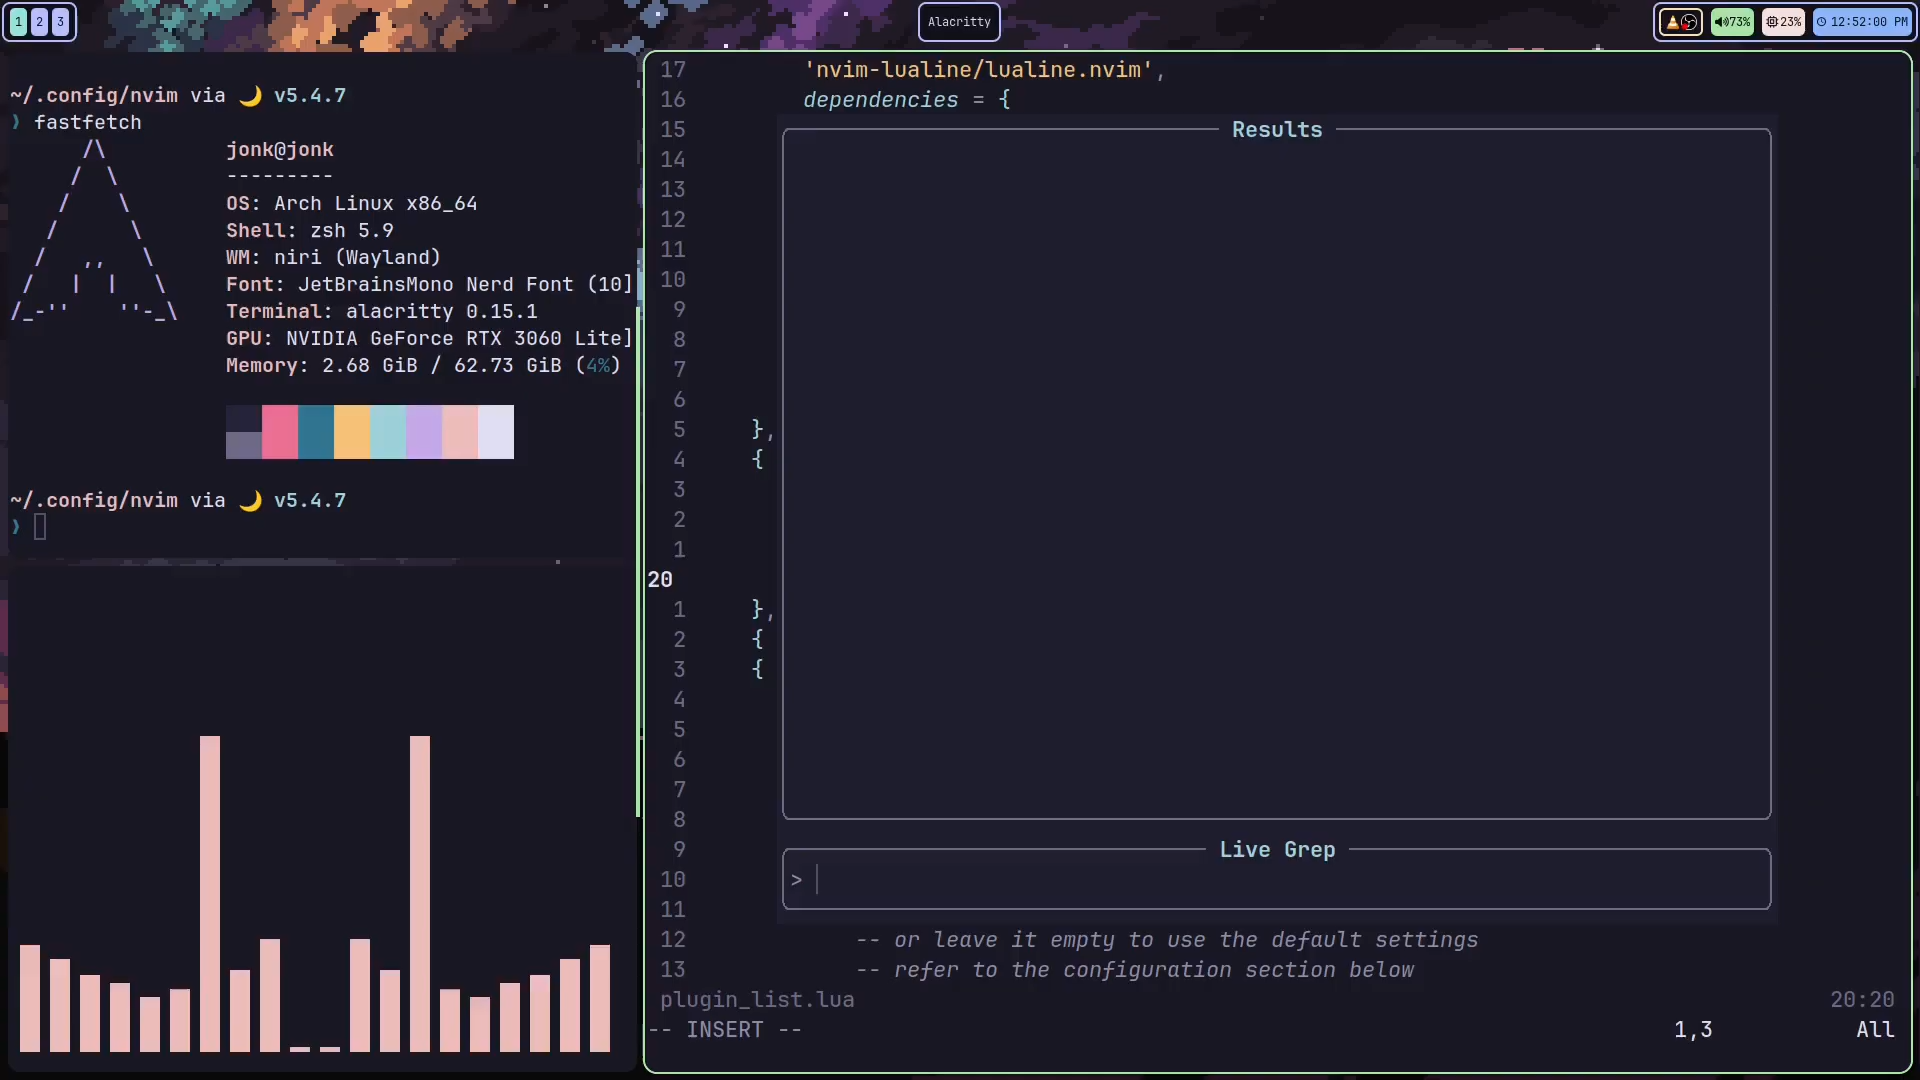 1 2 3
Alacritty
73%
23%
12:52:00 PM
~/.config/nvim via 🌙 v5.4.7
❯ fastfetch
jonk@jonk
---------
OS: Arch Linux x86_64
Shell: zsh 5.9
WM: niri (Wayland)
Font: JetBrainsMono Nerd Font (10]
Terminal: alacritty 0.15.1
GPU: NVIDIA GeForce RTX 3060 Lite]
Memory: 2.68 GiB / 62.73 GiB (4%)
~/.config/nvim via 🌙 v5.4.7
❯
17 'nvim-lualine/lualine.nvim',
16 dependencies = {
15
Results
14
13
12
11
10
9
8
7
6
5 },
4 {
3
2
1
20
1 },
2 {
3 {
4
5
6
7
8
9
Live Grep
10
>
11
12 -- or leave it empty to use the default settings
13 -- refer to the configuration section below
plugin_list.lua 20:20
-- INSERT -- 1,3 All